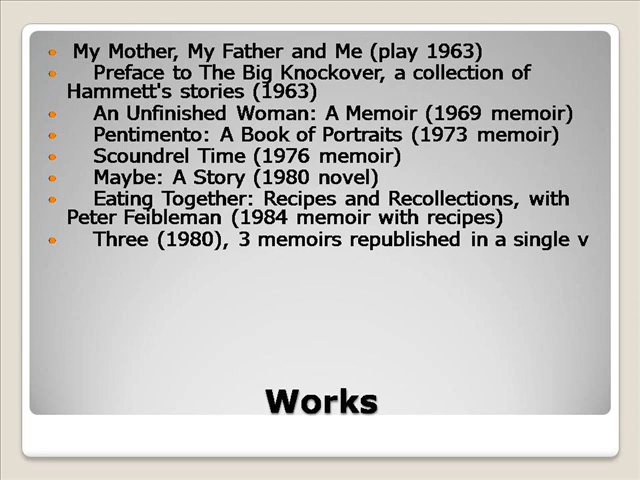 My Mother, My Father and Me (play 1963)
Preface to The Big Knockover, a collection of
Hammett's stories (1963)
An Unfinished Woman: A Memoir (1969 memoir)
Pentimento: A Book of Portraits (1973 memoir)
Scoundrel Time (1976 memoir)
Maybe: A Story (1980 novel)
Eating Together: Recipes and Recollections, with
Peter Feibleman (1984 memoir with recipes)
Three (1980), 3 memoirs republished in a single v
Works